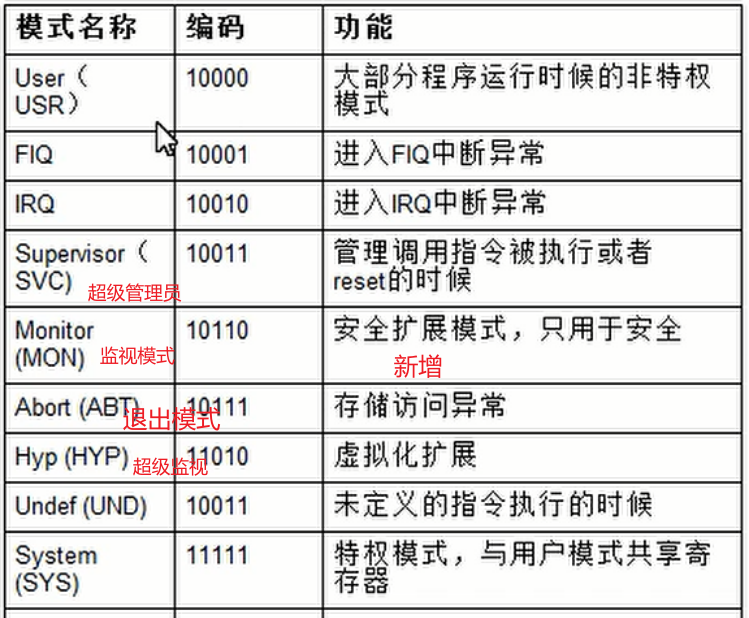 模式名称 编码 功能
User（ 10000 大部分程序运行时候的非特权
USR） 模式
FIQ 10001 进入FIQ中断异常
IRQ 10010 进入IRQ中断异常
Supervisor（ 10011 管理调用指令被执行或者
SVC) 超级管理员 reset的时候
Monitor 10110 安全扩展模式，只用于安全
(MON) 监视模式 新增
Abort (ABT) 10111 存储访问异常
退出模式
Hyp (HYP) 超级监视 11010 虚拟化扩展
Undef (UND) 10011 未定义的指令执行的时候
System 11111 特权模式，与用户模式共享寄
(SYS) 存器